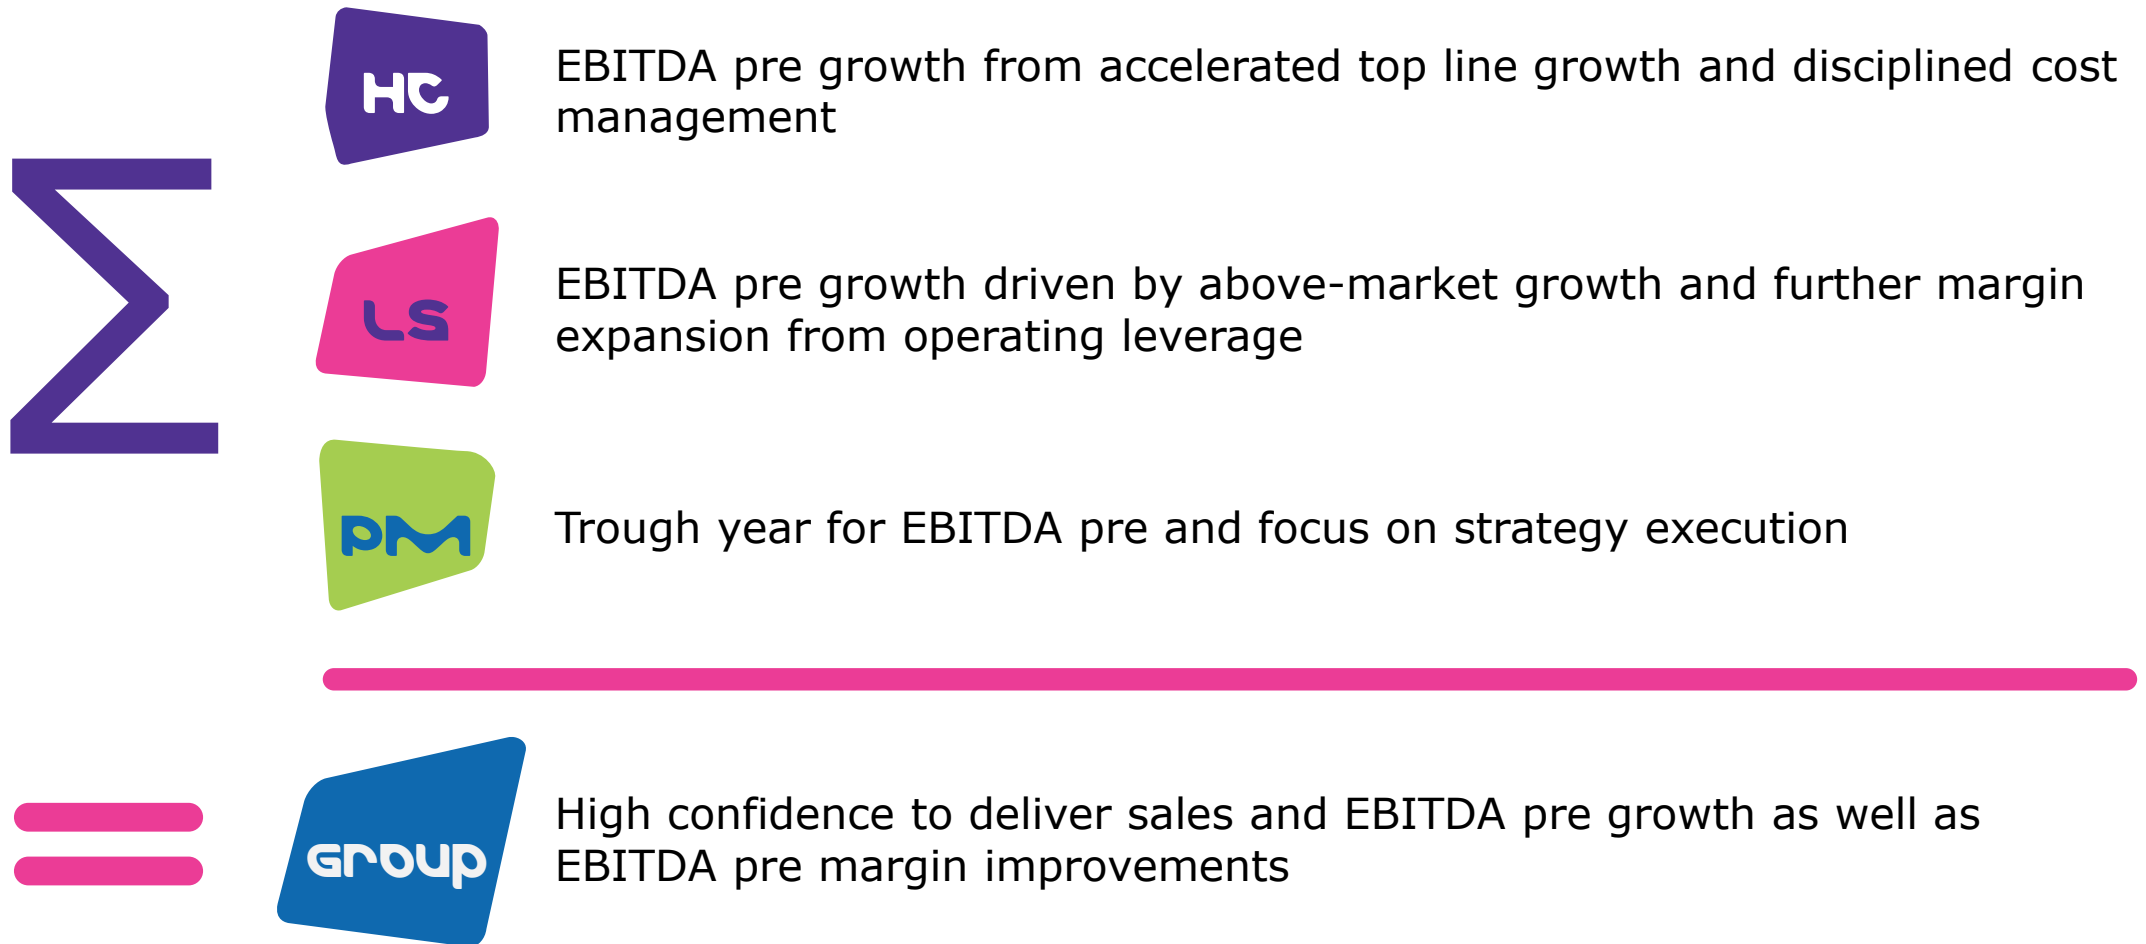 Σ
HC
EBITDA pre growth from accelerated top line growth and disciplined cost
management
LS
EBITDA pre growth driven by above-market growth and further margin
expansion from operating leverage
PM
Trough year for EBITDA pre and focus on strategy execution
=
GROUP
High confidence to deliver sales and EBITDA pre growth as well as
EBITDA pre margin improvements